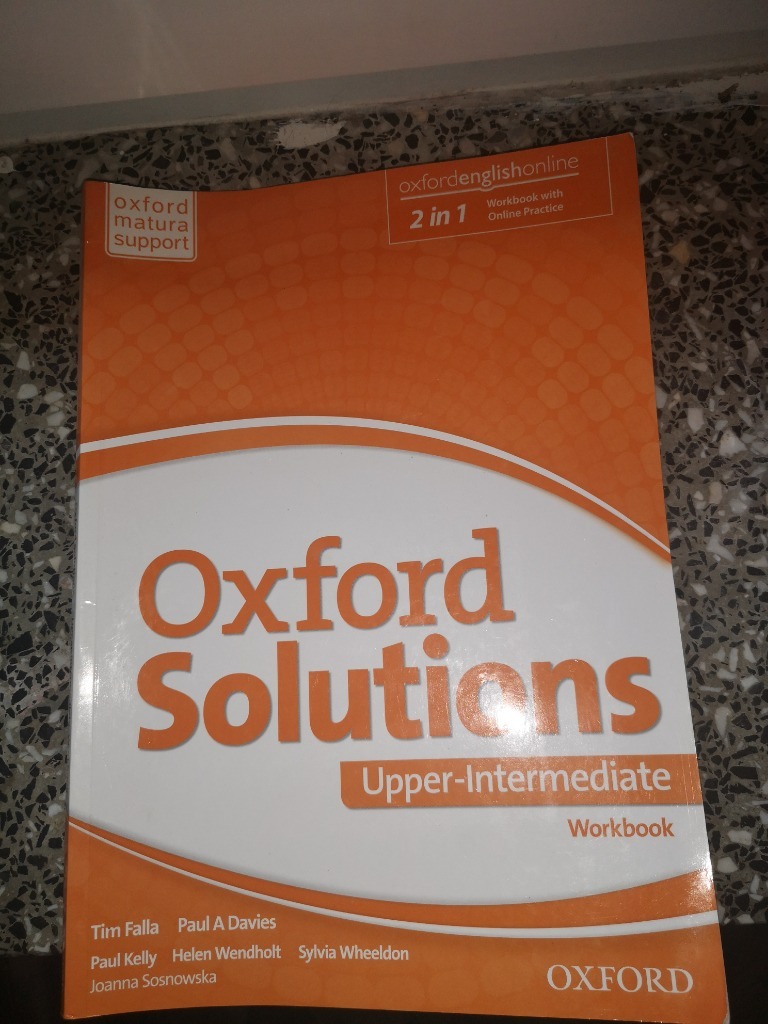 oxford
matura
support
oxfordenglishonline
2 in 1
Workbook with
Online Practice
Oxford
Solutions
Upper-Intermediate
Workbook
Tim Falla Paul A Davies
Paul Kelly Helen Wendholt Sylvia Wheeldon
Joanna Sosnowska
OXFORD